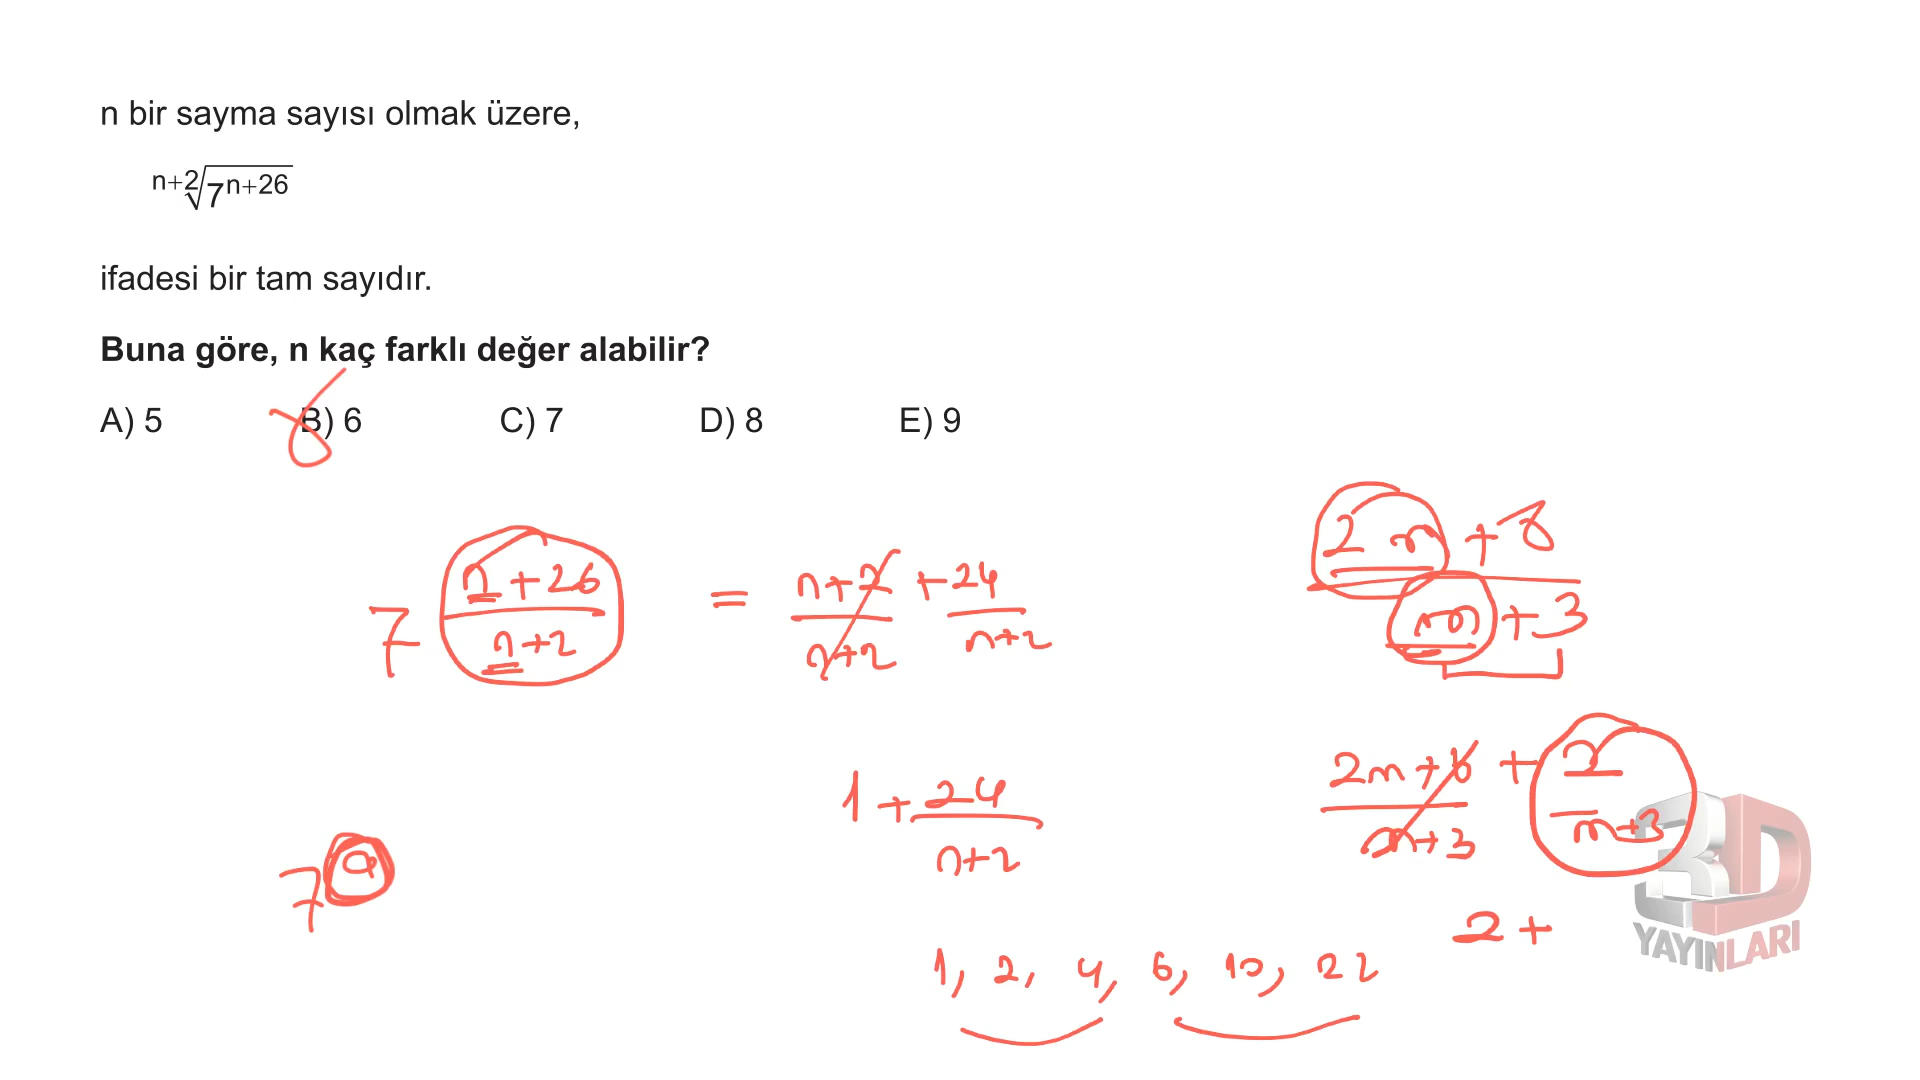 n bir sayma sayısı olmak üzere,
n+2√7^n+26
ifadesi bir tam sayıdır.
Buna göre, n kaç farklı değer alabilir?
A) 5 B) 6 C) 7 D) 8 E) 9
7 n+26 / n+2 = n+2 / n+2 + 24 / n+2
2m+8 / m+3
2m+6 / m+3 + 2 / m+3
1 + 24 / n+2
7^a
2 +
1, 2, 4, 6, 10, 22
3D
YAYINLARI